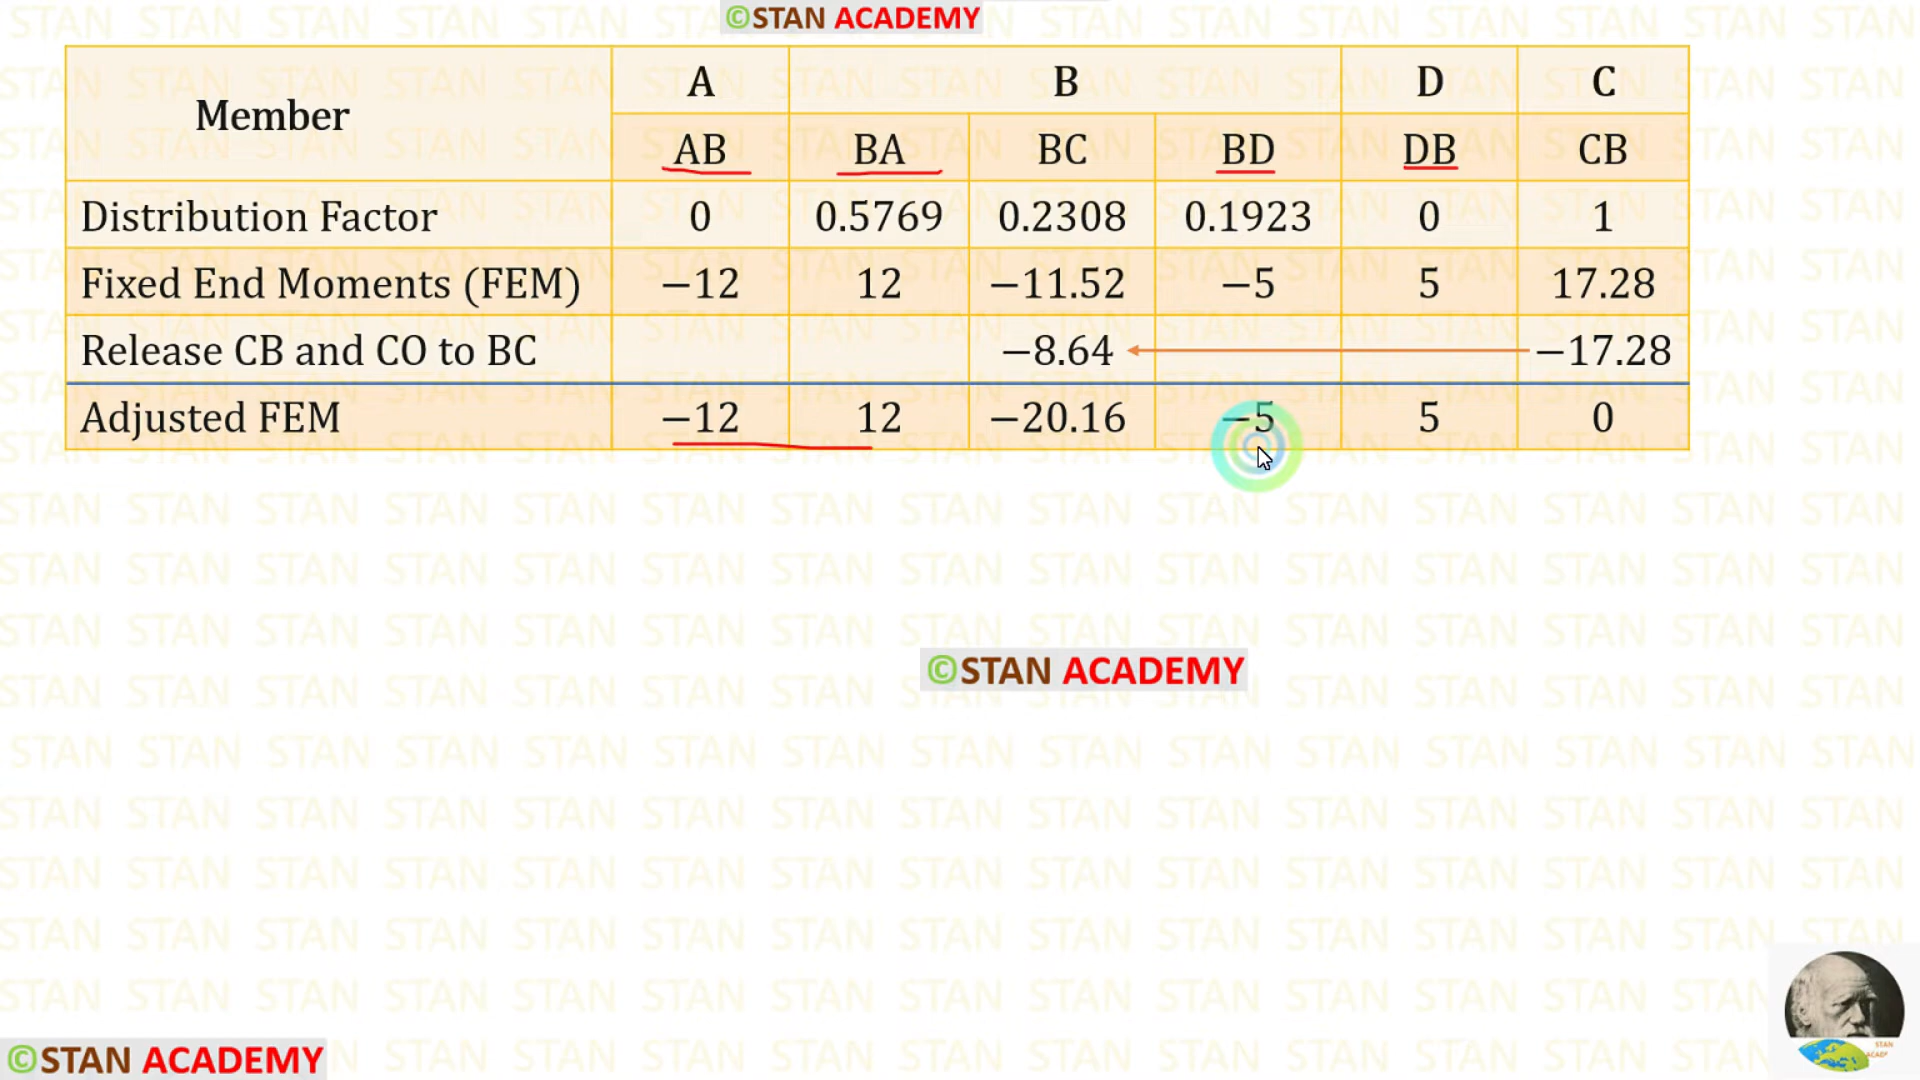 ©STAN ACADEMY
Member A B D C
AB BA BC BD DB CB
Distribution Factor 0 0.5769 0.2308 0.1923 0 1
Fixed End Moments (FEM) −12 12 −11.52 −5 5 17.28
Release CB and CO to BC −8.64 −17.28
Adjusted FEM −12 12 −20.16 −5 5 0
©STAN ACADEMY
STAN
ACADEMY
©STAN ACADEMY